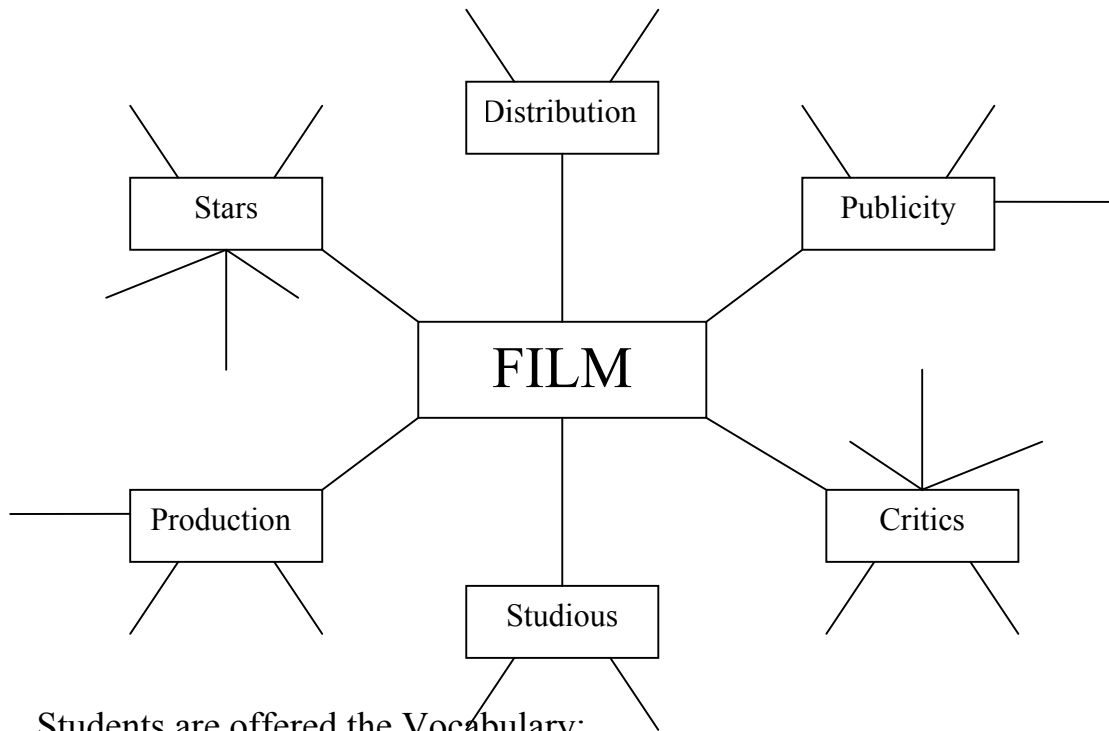 Distribution
Stars
Publicity
FILM
Production
Critics
Studious
Students are offered the Vocabulary: